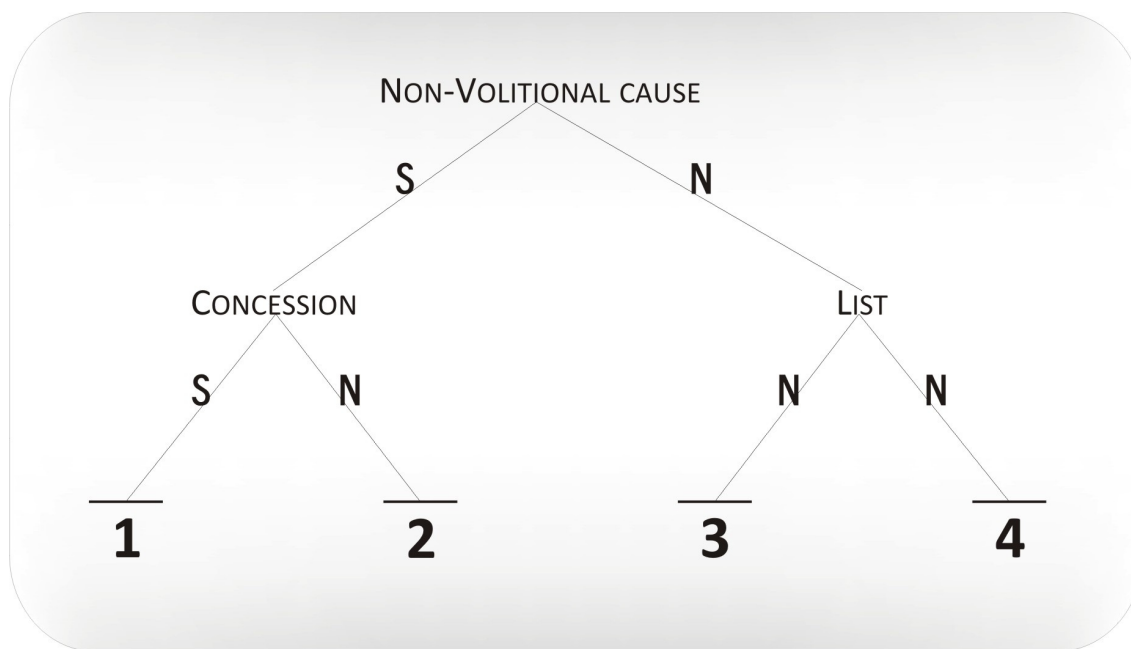 NON-VOLITIONAL CAUSE
S N
CONCESSION LIST
S N N N
1 2 3 4